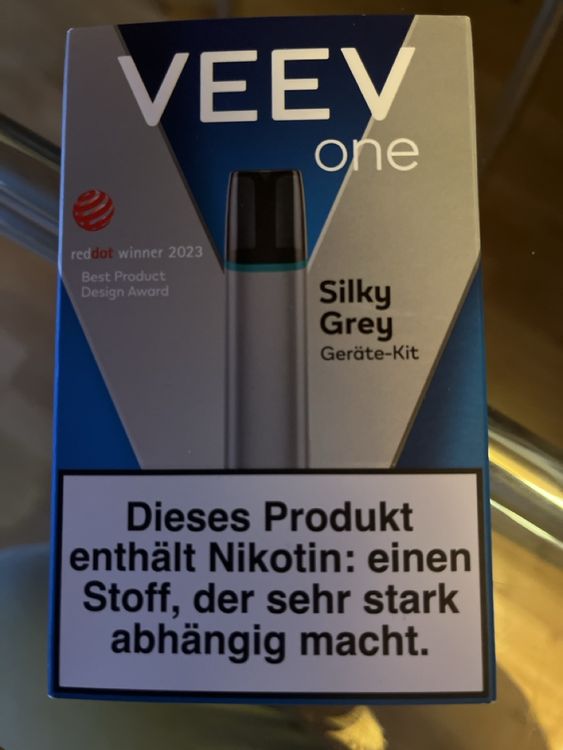 VEEV
one
reddot winner 2023
Best Product
Design Award
Silky
Grey
Geräte-Kit
Dieses Produkt
enthält Nikotin: einen
Stoff, der sehr stark
abhängig macht.